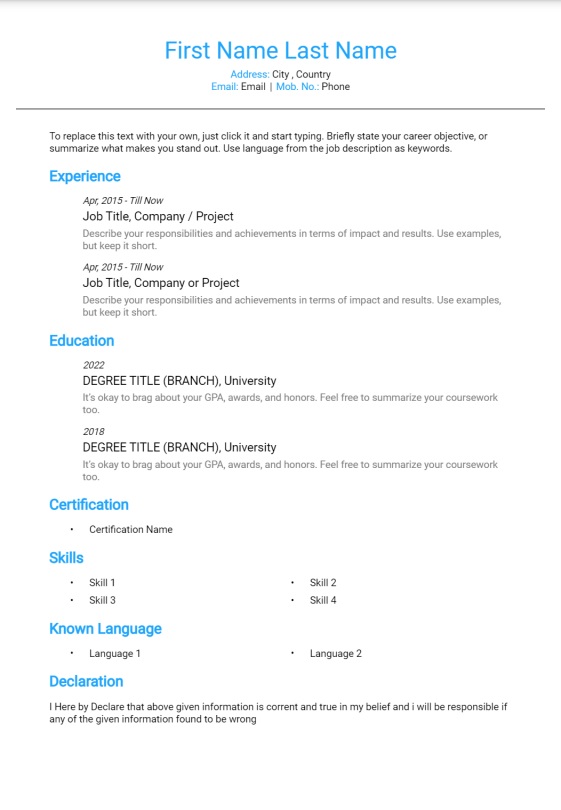 First Name Last Name
Address: City , Country
Email: Email | Mob. No.: Phone
To replace this text with your own, just click it and start typing. Briefly state your career objective, or
summarize what makes you stand out. Use language from the job description as keywords.
Experience
Apr, 2015 - Till Now
Job Title, Company / Project
Describe your responsibilities and achievements in terms of impact and results. Use examples,
but keep it short.
Apr, 2015 - Till Now
Job Title, Company or Project
Describe your responsibilities and achievements in terms of impact and results. Use examples,
but keep it short.
Education
2022
DEGREE TITLE (BRANCH), University
It's okay to brag about your GPA, awards, and honors. Feel free to summarize your coursework
too.
2018
DEGREE TITLE (BRANCH), University
It's okay to brag about your GPA, awards, and honors. Feel free to summarize your coursework
too.
Certification
• Certification Name
Skills
• Skill 1 • Skill 2
• Skill 3 • Skill 4
Known Language
• Language 1 • Language 2
Declaration
I Here by Declare that above given information is corrent and true in my belief and i will be responsible if
any of the given information found to be wrong